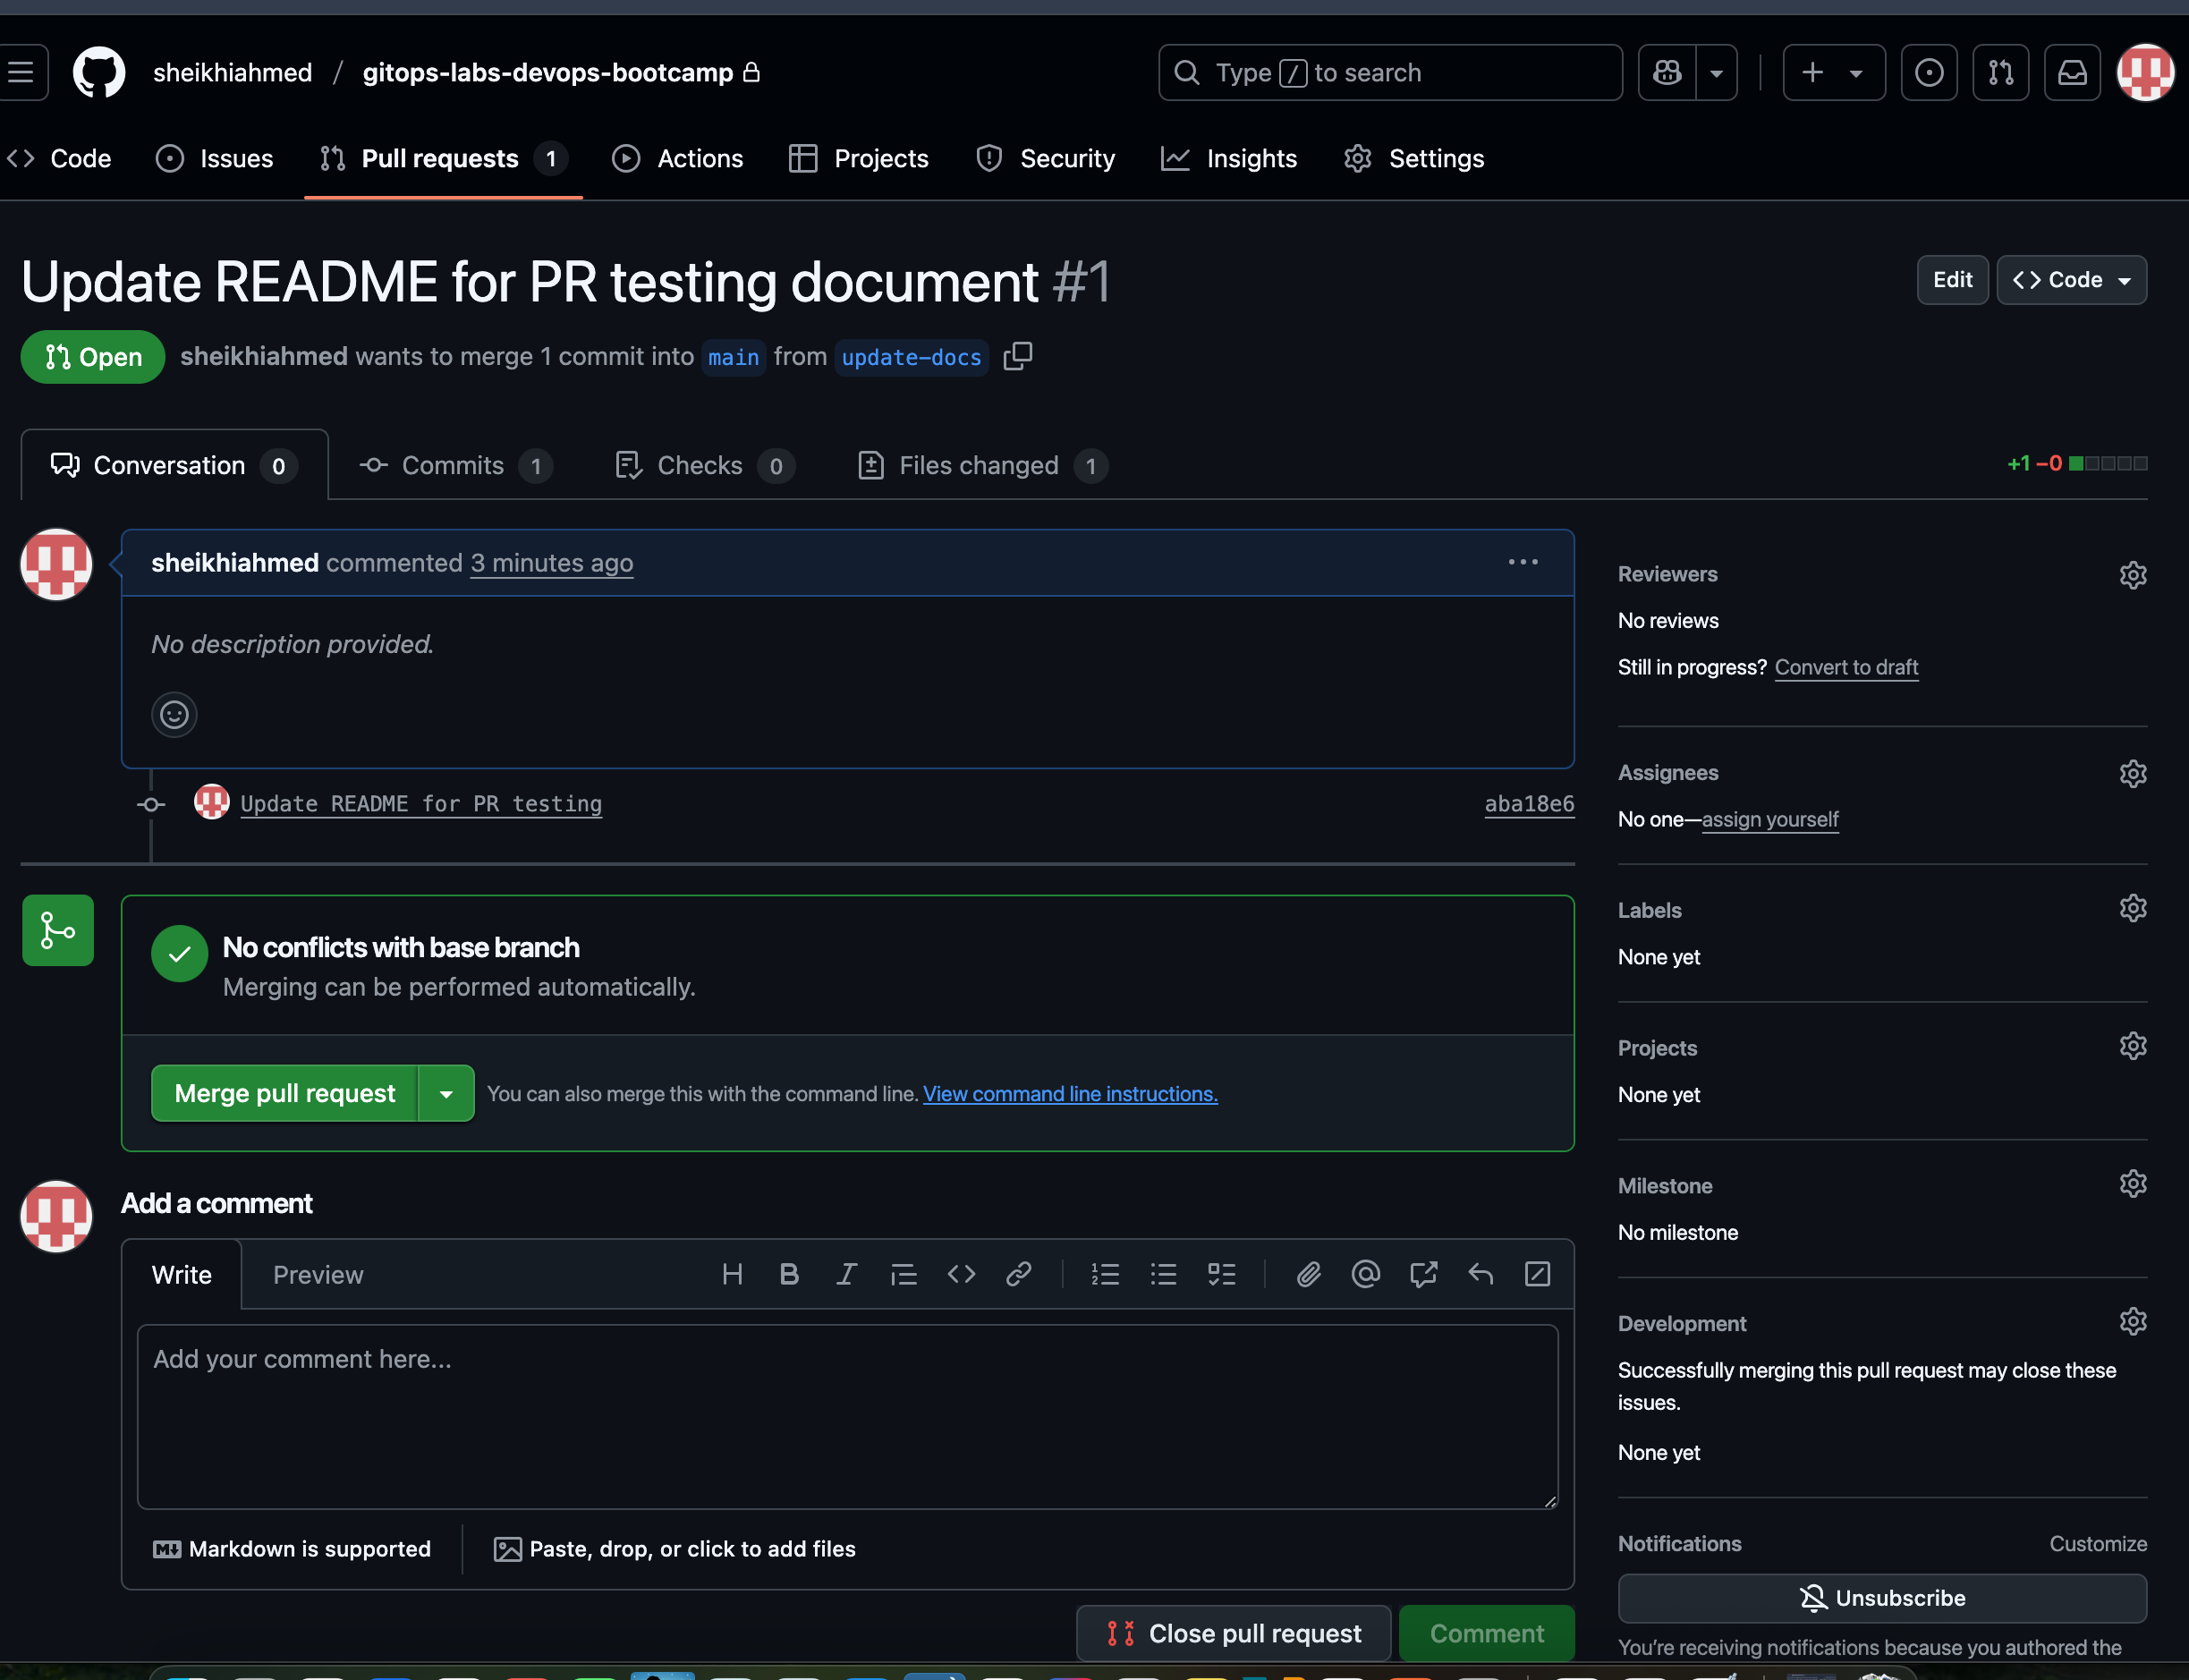 sheikhiahmed / gitops-labs-devops-bootcamp
Type / to search
Code
Issues
Pull requests 1
Actions
Projects
Security
Insights
Settings
Update README for PR testing document #1
Edit
Code
Open
sheikhiahmed wants to merge 1 commit into main from update-docs
Conversation 0
Commits 1
Checks 0
Files changed 1
+1 −0
sheikhiahmed commented 3 minutes ago
No description provided.
Update README for PR testing
aba18e6
No conflicts with base branch
Merging can be performed automatically.
Merge pull request
You can also merge this with the command line. View command line instructions.
Add a comment
Write
Preview
Add your comment here...
Markdown is supported
Paste, drop, or click to add files
Close pull request
Comment
Reviewers
No reviews
Still in progress? Convert to draft
Assignees
No one—assign yourself
Labels
None yet
Projects
None yet
Milestone
No milestone
Development
Successfully merging this pull request may close these
issues.
None yet
Notifications
Customize
Unsubscribe
You’re receiving notifications because you authored the